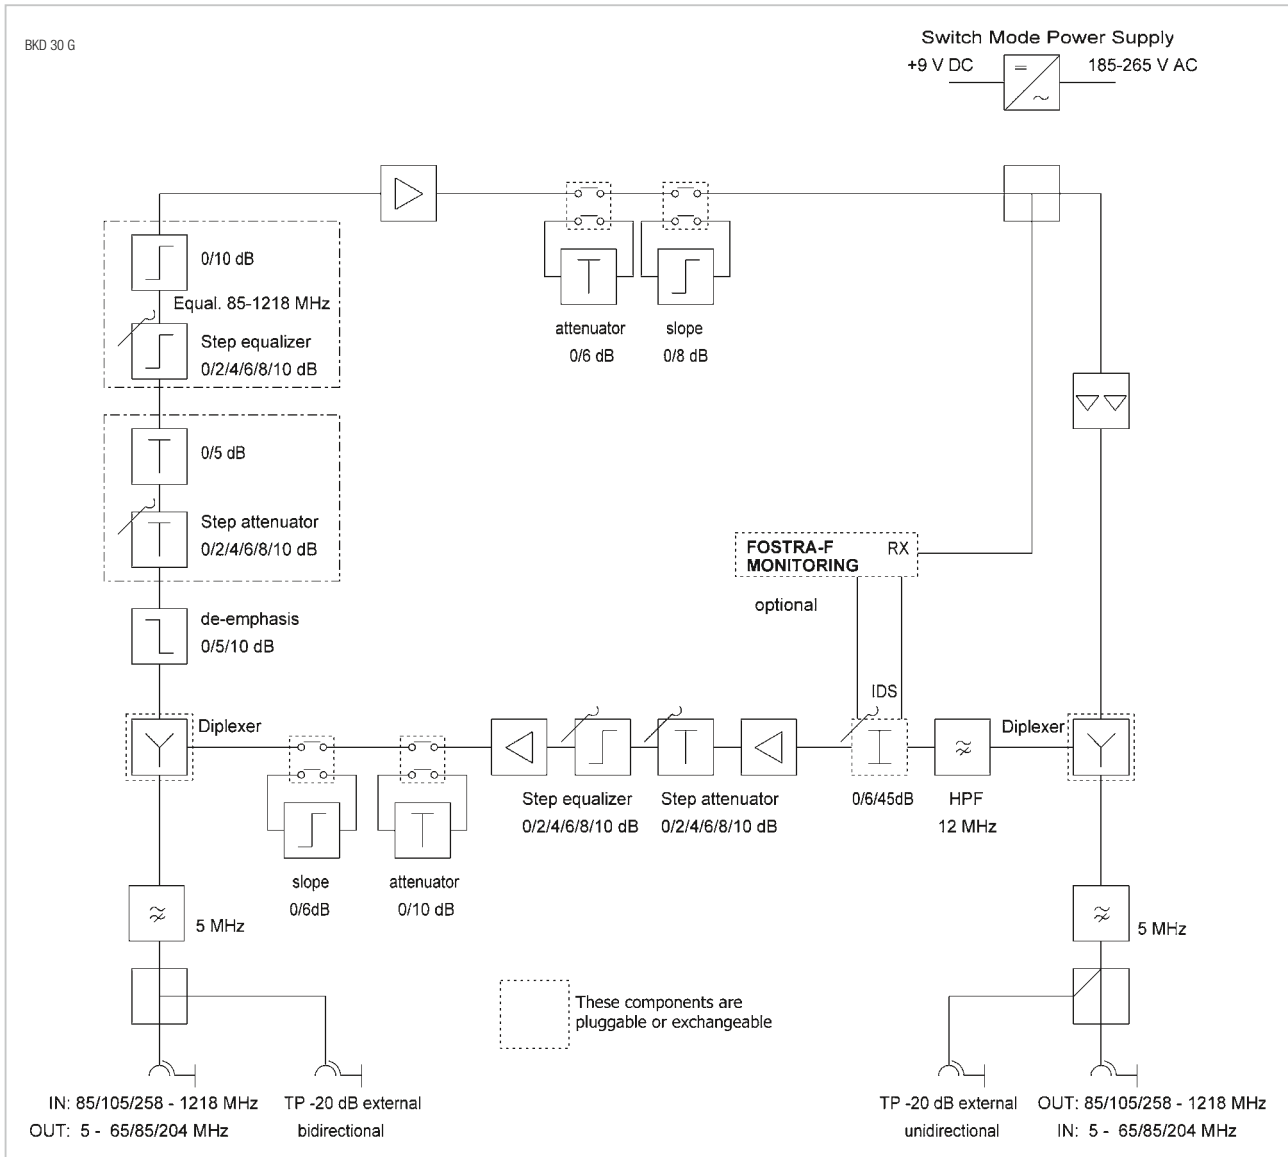 BKD 30 G
Switch Mode Power Supply
+9 V DC
185-265 V AC
0/10 dB
Equal. 85-1218 MHz
Step equalizer
0/2/4/6/8/10 dB
attenuator
0/6 dB
slope
0/8 dB
0/5 dB
Step attenuator
0/2/4/6/8/10 dB
FOSTRA-F RX
MONITORING
optional
de-emphasis
0/5/10 dB
IDS
Diplexer
Diplexer
Step equalizer
0/2/4/6/8/10 dB
Step attenuator
0/2/4/6/8/10 dB
0/6/45dB
HPF
12 MHz
slope
0/6dB
attenuator
0/10 dB
5 MHz
5 MHz
These components are
pluggable or exchangeable
IN: 85/105/258 - 1218 MHz
OUT: 5 - 65/85/204 MHz
TP -20 dB external
bidirectional
TP -20 dB external
unidirectional
OUT: 85/105/258 - 1218 MHz
IN: 5 - 65/85/204 MHz